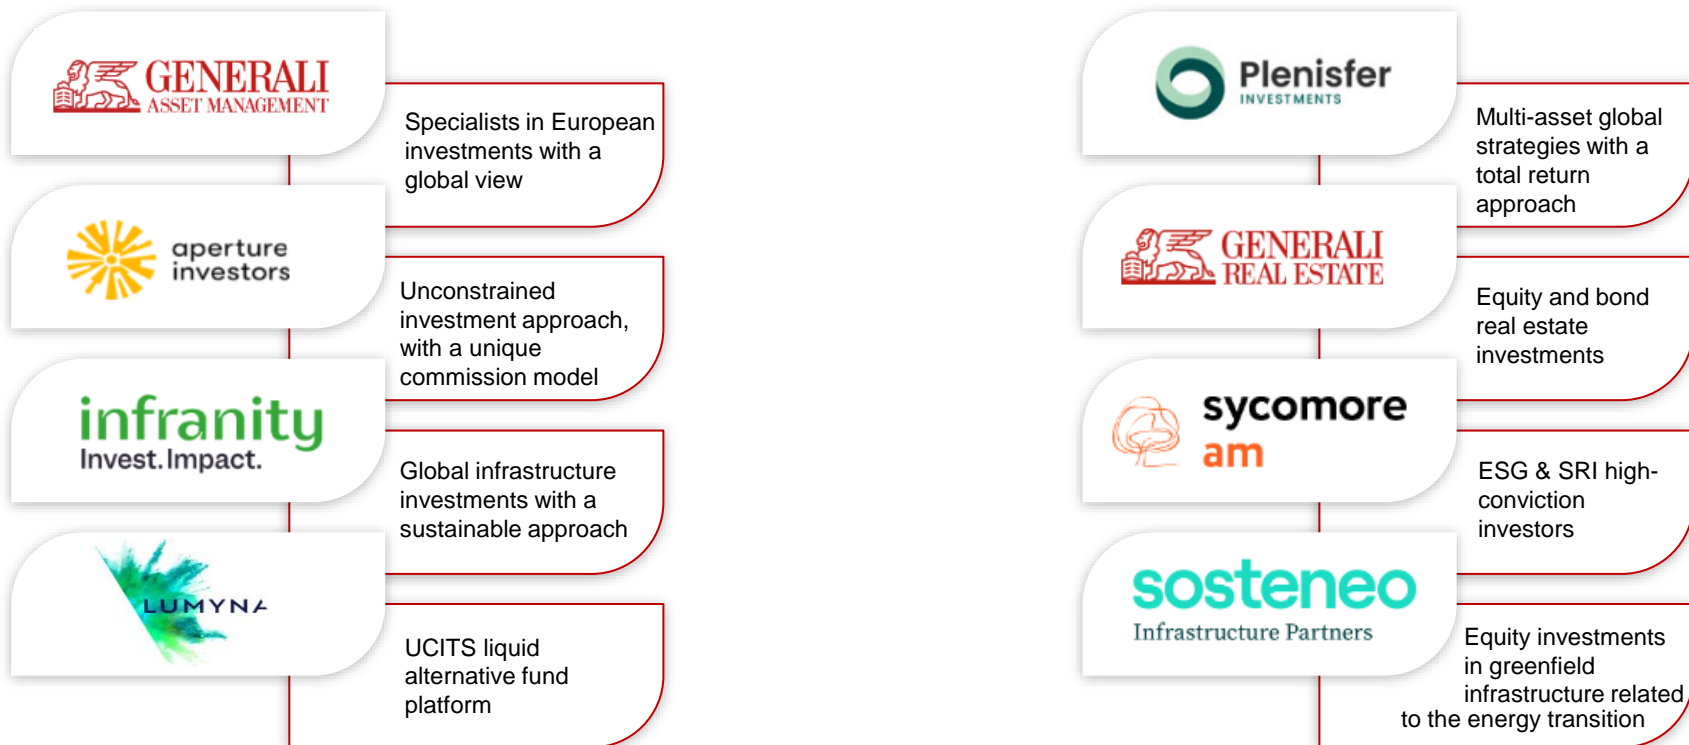 GENERALI
ASSET MANAGEMENT
Specialists in European
investments with a
global view
aperture
investors
Unconstrained
investment approach,
with a unique
commission model
infranity
Invest.Impact.
Global infrastructure
investments with a
sustainable approach
LUMYNA
UCITS liquid
alternative fund
platform
Plenisfer
INVESTMENTS
Multi-asset global
strategies with a
total return
approach
GENERALI
REAL ESTATE
Equity and bond
real estate
investments
sycomore
am
ESG & SRI high-
conviction
investors
sosteneo
Infrastructure Partners
Equity investments
in greenfield
infrastructure related
to the energy transition